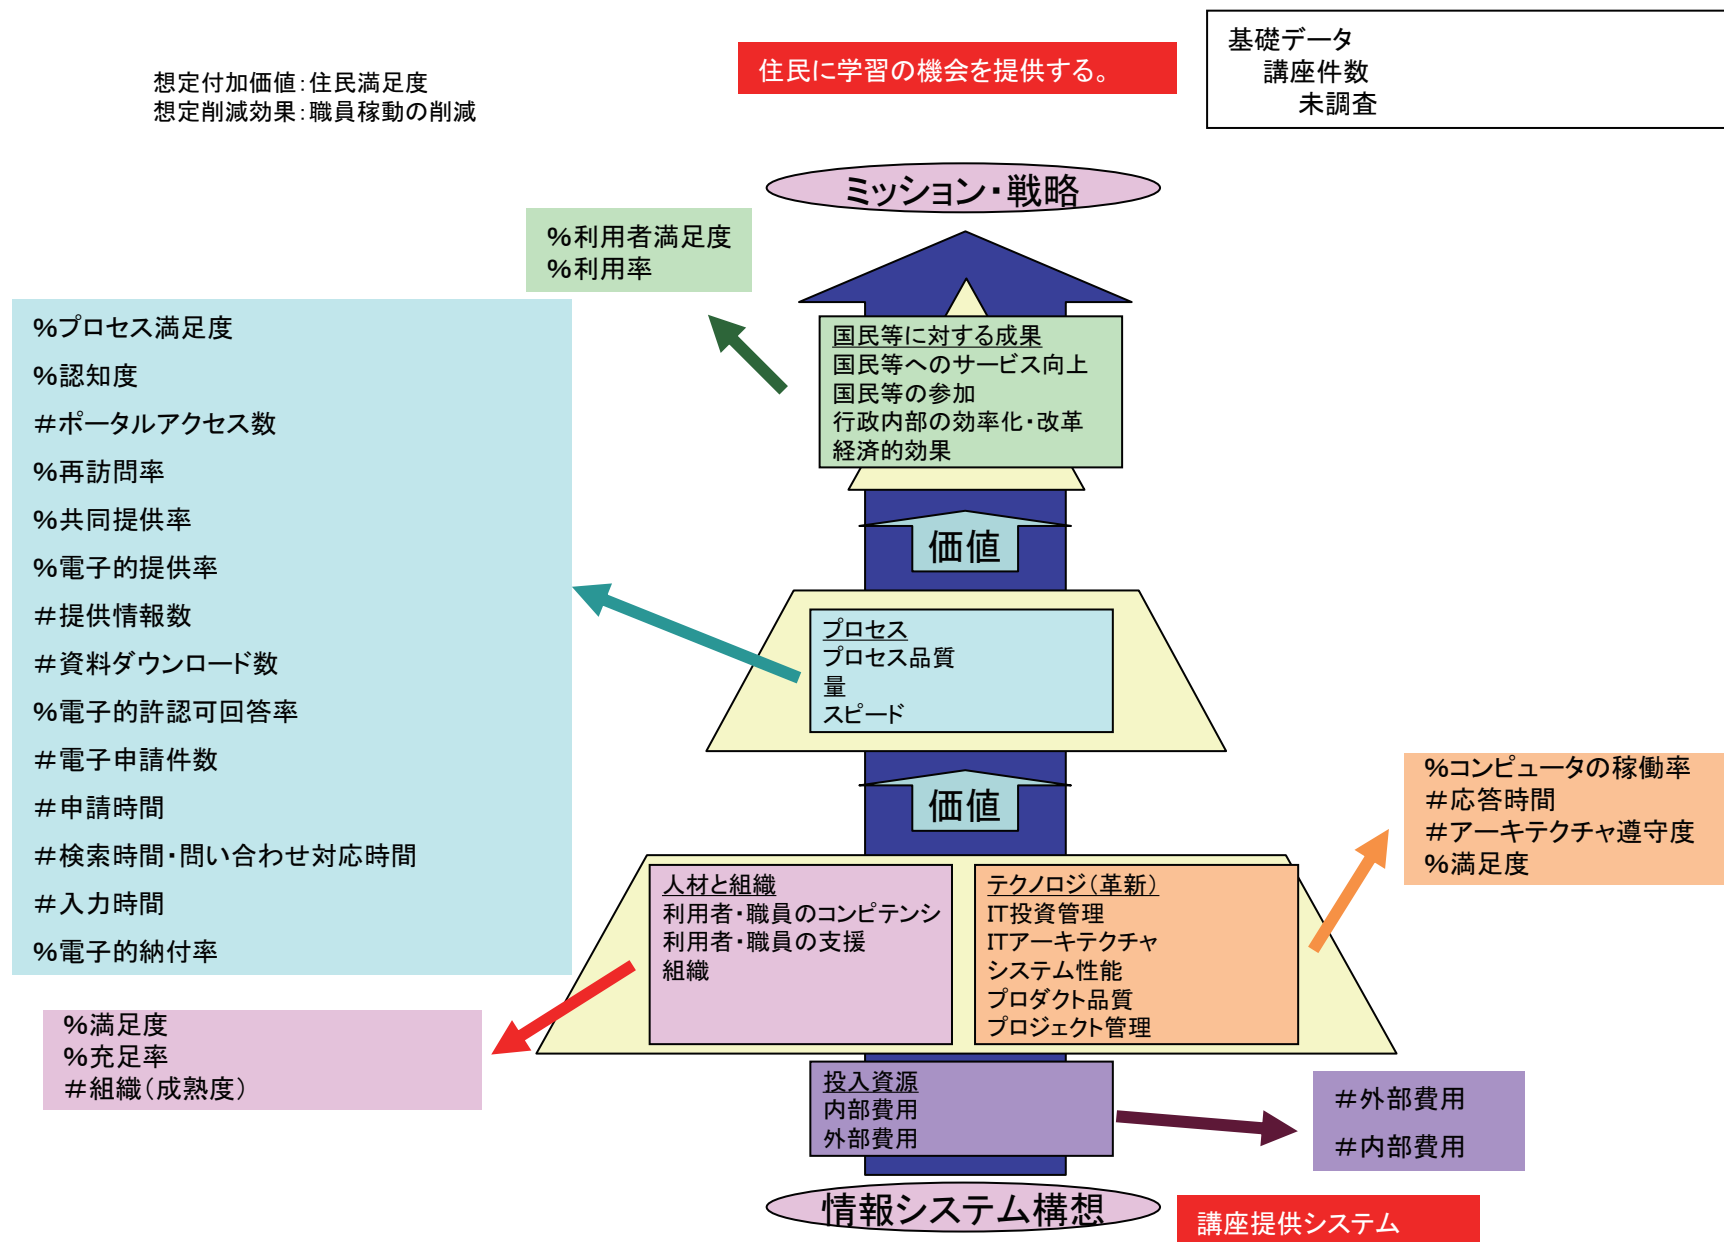 住民に学習の機会を提供する。
基礎データ
講座件数
未調査
想定付加価値：住民満足度
想定削減効果：職員稼動の削減
ミッション・戦略
%利用者満足度
%利用率
国民等に対する成果
国民等へのサービス向上
国民等の参加
行政内部の効率化・改革
経済的効果
%プロセス満足度
%認知度
＃ポータルアクセス数
%再訪問率
%共同提供率
%電子的提供率
＃提供情報数
＃資料ダウンロード数
%電子的許認可回答率
＃電子申請件数
＃申請時間
＃検索時間・問い合わせ対応時間
＃入力時間
%電子的納付率
価値
プロセス
プロセス品質
量
スピード
価値
%コンピュータの稼働率
＃応答時間
＃アーキテクチャ遵守度
%満足度
人材と組織
利用者・職員のコンピテンシ
利用者・職員の支援
組織
テクノロジ（革新）
IT投資管理
ITアーキテクチャ
システム性能
プロダクト品質
プロジェクト管理
%満足度
%充足率
＃組織（成熟度）
投入資源
内部費用
外部費用
＃外部費用
＃内部費用
情報システム構想
講座提供システム